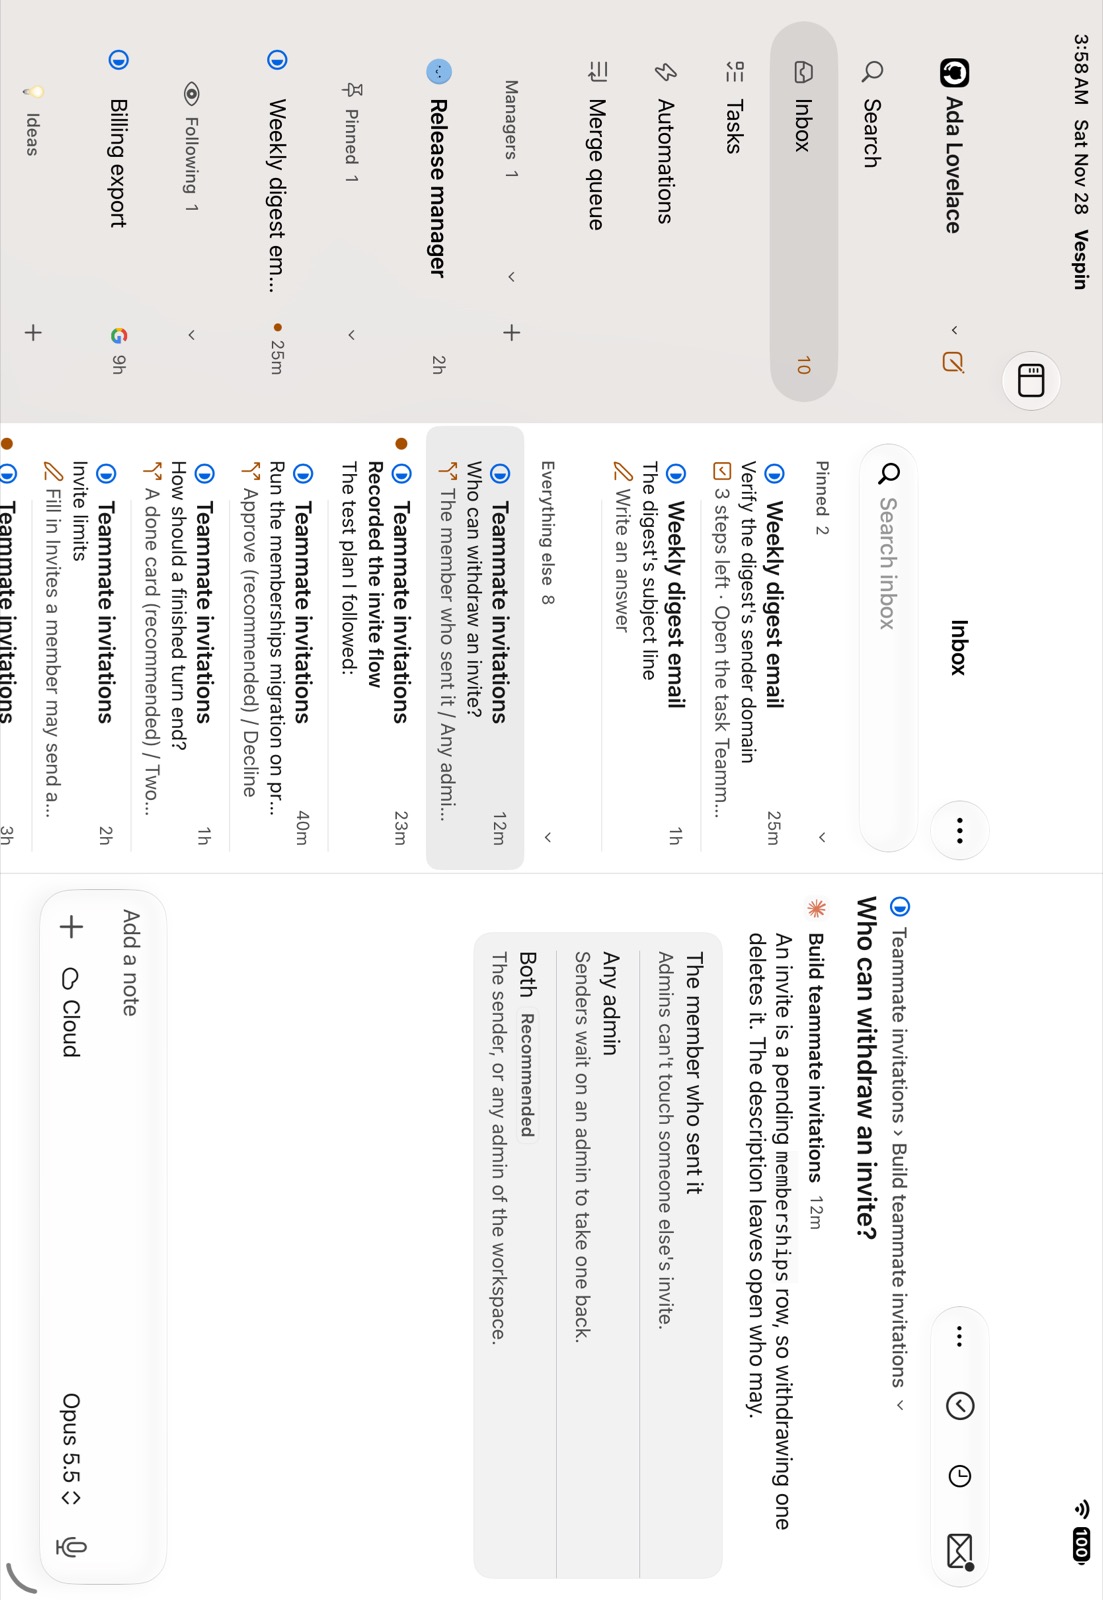 3:58 AM Sat Nov 28 Vespin
100
Ada Lovelace
Search
Inbox 10
Tasks
Automations
Merge queue
Managers 1
Release manager 2h
Pinned 1
Weekly digest em... 25m
Following 1
Billing export 9h
Ideas
Inbox
Search inbox
Pinned 2
Weekly digest email 25m
Verify the digest's sender domain
3 steps left · Open the task Teamm...
Weekly digest email 1h
The digest's subject line
Write an answer
Everything else 8
Teammate invitations 12m
Who can withdraw an invite?
The member who sent it / Any admi...
Teammate invitations 23m
Recorded the invite flow
The test plan I followed:
Teammate invitations 40m
Run the memberships migration on pr...
Approve (recommended) / Decline
Teammate invitations 1h
How should a finished turn end?
A done card (recommended) / Two...
Teammate invitations 2h
Invite limits
Fill in Invites a member may send a...
Teammate invitations 3h
Teammate invitations › Build teammate invitations
Who can withdraw an invite?
Build teammate invitations 12m
An invite is a pending memberships row, so withdrawing one
deletes it. The description leaves open who may.
The member who sent it
Admins can't touch someone else's invite.
Any admin
Senders wait on an admin to take one back.
Both Recommended
The sender, or any admin of the workspace.
Add a note
Cloud
Opus 5.5